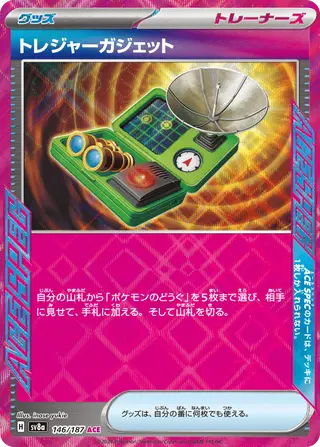 グッズ
トレーナーズ
トレジャーガジェット
ACE SPEC
ACE SPECのカードは、デッキに
1枚しか入れられない。
自分の山札から「ポケモンのどうぐ」を5枚まで選び、相手
に見せて、手札に加える。そして山札を切る。
ACE SPEC
Illus. inose yukie
H sv8a 146/187 ACE
グッズは、自分の番に何枚でも使える。